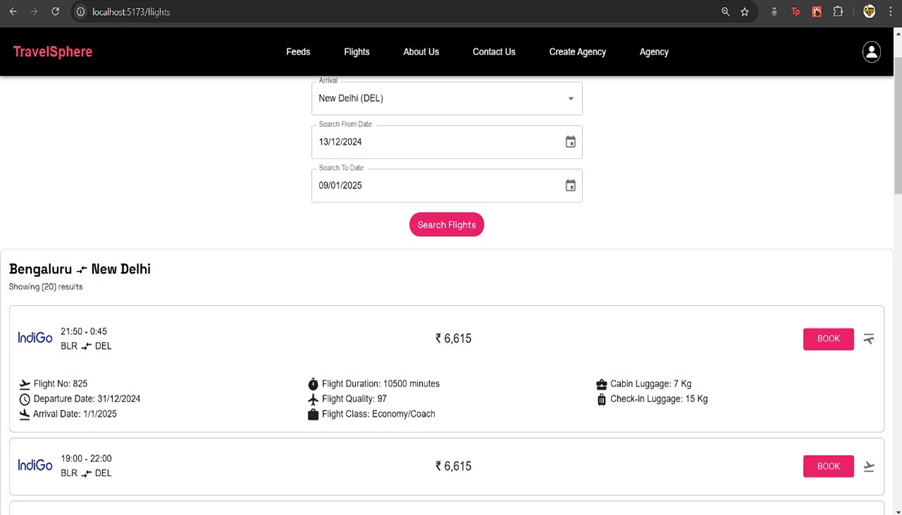 localhost:5173/flights
Tp
TravelSphere
Feeds
Flights
About Us
Contact Us
Create Agency
Agency
Arrival
New Delhi (DEL)
Search From Date
13/12/2024
Search To Date
09/01/2025
Search Flights
Bengaluru New Delhi
Showing (20) results
IndiGo
21:50 - 0:45
BLR DEL
₹ 6,615
BOOK
Flight No: 825
Departure Date: 31/12/2024
Arrival Date: 1/1/2025
Flight Duration: 10500 minutes
Flight Quality: 97
Flight Class: Economy/Coach
Cabin Luggage: 7 Kg
Check-in Luggage: 15 Kg
IndiGo
19:00 - 22:00
BLR DEL
₹ 6,615
BOOK